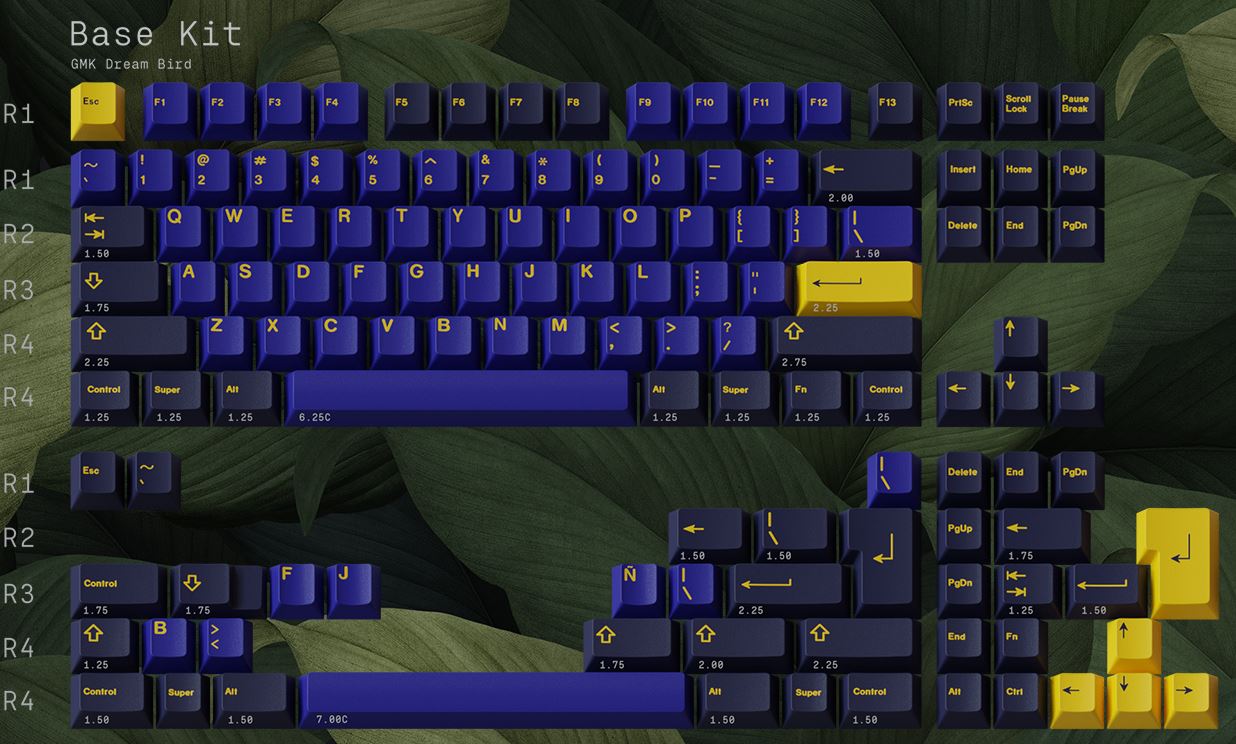 Base Kit
GMK Dream Bird
R1 Esc F1 F2 F3 F4 F5 F6 F7 F8 F9 F10 F11 F12 F13 PrtSc Scroll Lock Pause Break
R1 ~ ` ! 1 @ 2 # 3 $ 4 % 5 ^ 6 & 7 * 8 ( 9 ) 0 _ - + = ← 2.00 Insert Home PgUp
R2 ⇤ ⇥ 1.50 Q W E R T Y U I O P { [ } ] | \ 1.50 Delete End PgDn
R3 ⇩ 1.75 A S D F G H J K L : ; " ' ↵ 2.25
R4 ⇧ 2.25 Z X C V B N M < , > . ? / ⇧ 2.75 ↑
R4 Control 1.25 Super 1.25 Alt 1.25 6.25C Alt 1.25 Super 1.25 Fn 1.25 Control 1.25 ← ↓ →
R1 Esc ~ ` | \ Delete End PgDn
R2 ← 1.50 | \ 1.50 ↵ PgUp ← 1.75 ↵
R3 Control 1.75 ⇩ 1.75 F J Ñ | \ ↵ 2.25 PgDn ⇤ ⇥ 1.25 ↵ 1.50
R4 ⇧ 1.25 B > < ⇧ 1.75 ⇧ 2.00 ⇧ 2.25 End Fn ↑
R4 Control 1.50 Super Alt 1.50 7.00C Alt 1.50 Super Control 1.50 Alt Ctrl ← ↓ →